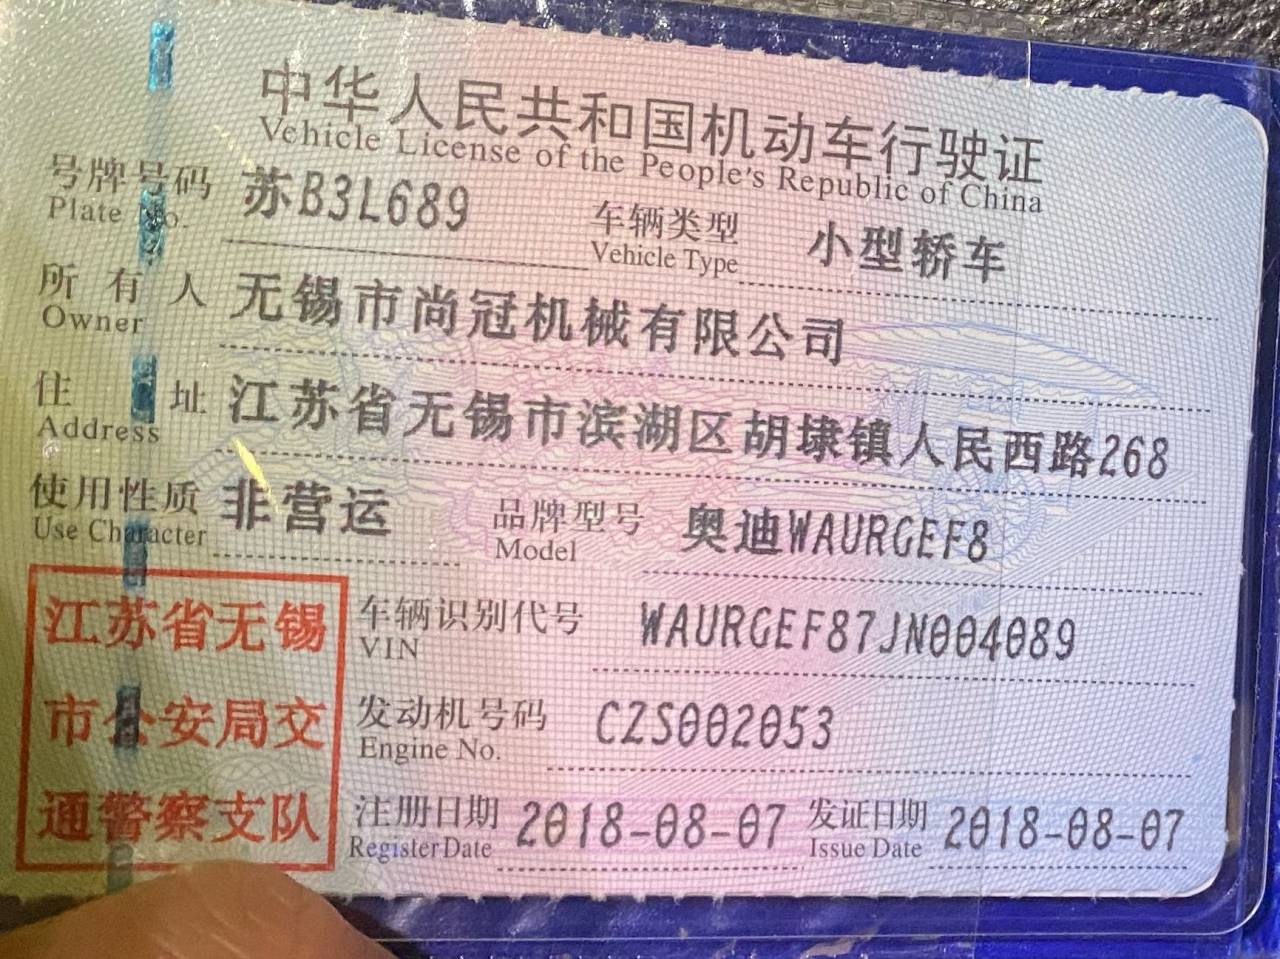 中华人民共和国机动车行驶证
Vehicle License of the People's Republic of China
号牌号码 苏B3L689 车辆类型 小型轿车
Plate No. Vehicle Type
所有人 无锡市尚冠机械有限公司
Owner
住址 江苏省无锡市滨湖区胡埭镇人民西路268
Address
使用性质 非营运 品牌型号 奥迪WAURGEF8
Use Character Model
江苏省无锡
市公安局交
通警察支队
车辆识别代号 WAURGEF87JN004089
VIN
发动机号码 CZS002053
Engine No.
注册日期 2018-08-07 发证日期 2018-08-07
Register Date Issue Date